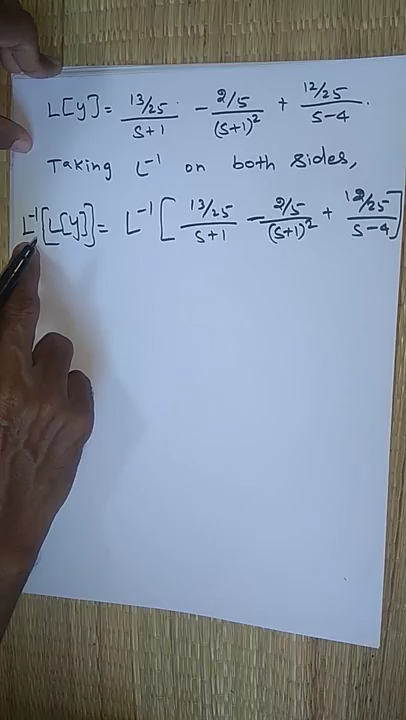 L[y] = 13/25 / S+1 - 2/5 / (S+1)² + 12/25 / S-4 .
Taking L⁻¹ on both sides,
L⁻¹[L[y]] = L⁻¹ [ 13/25 / S+1 - 2/5 / (S+1)² + 12/25 / S-4 ]